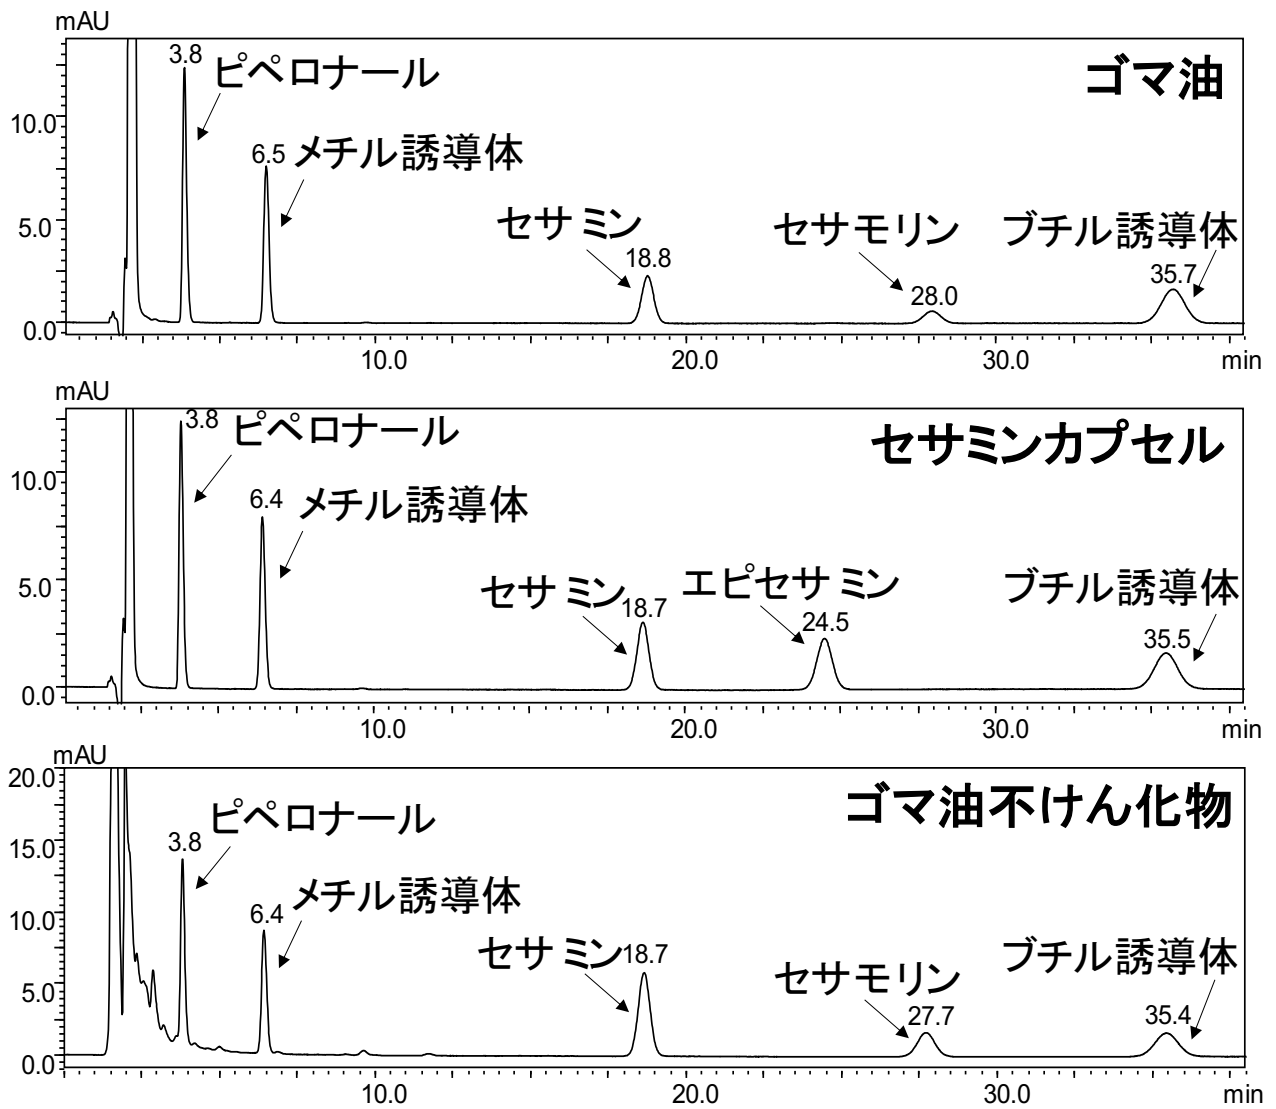 mAU
ゴマ油
3.8
ピペロナール
10.0
6.5
メチル誘導体
5.0
セサミン
18.8
セサモリン
28.0
ブチル誘導体
35.7
0.0
10.0
20.0
30.0
min
mAU
セサミンカプセル
3.8
ピペロナール
10.0
6.4
メチル誘導体
5.0
セサミン
18.7
エピセサミン
24.5
ブチル誘導体
35.5
0.0
10.0
20.0
30.0
min
mAU
20.0
ゴマ油不けん化物
ピペロナール
3.8
15.0
メチル誘導体
10.0
6.4
セサミン
18.7
5.0
セサモリン
27.7
ブチル誘導体
35.4
0.0
10.0
20.0
30.0
min